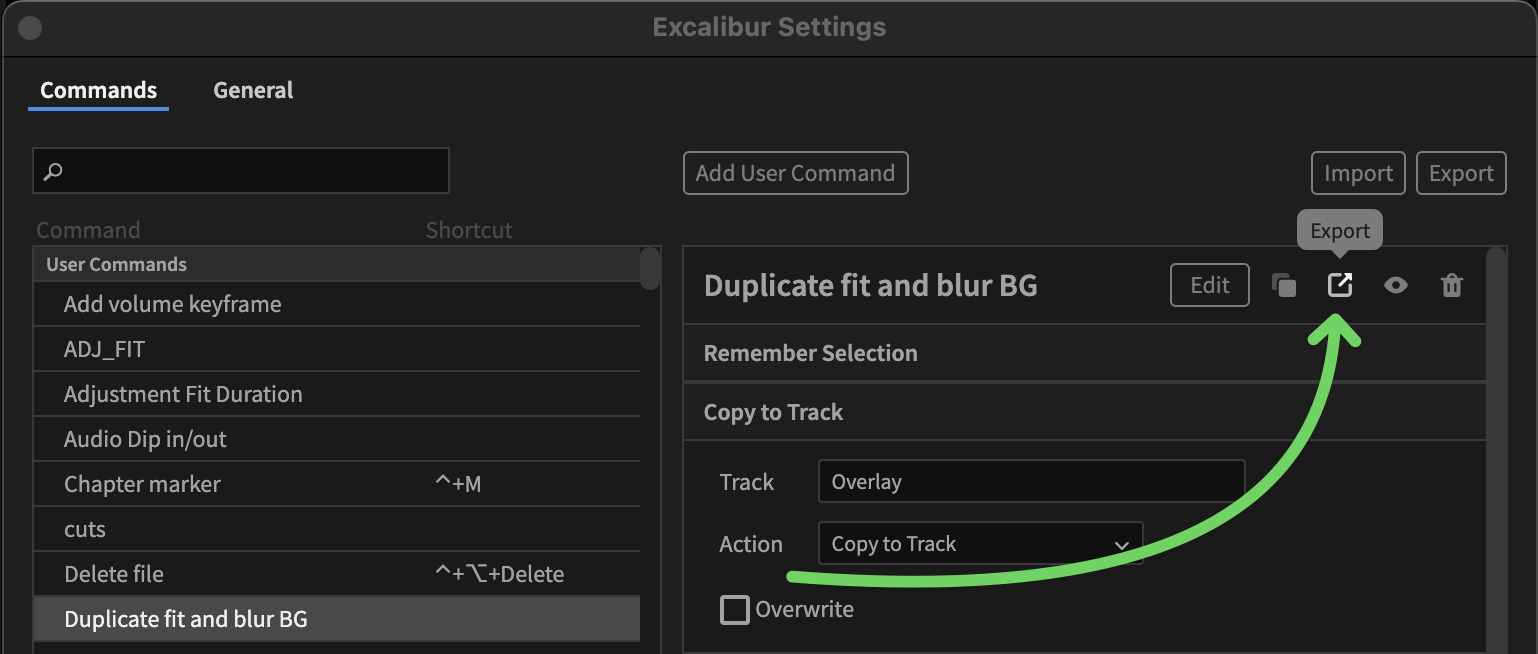 Excalibur Settings
Commands General
Add User Command Import Export
Command Shortcut
Export
User Commands
Add volume keyframe
ADJ_FIT
Adjustment Fit Duration
Audio Dip in/out
Chapter marker ^+M
cuts
Delete file ^+⌥+Delete
Duplicate fit and blur BG
Duplicate fit and blur BG Edit
Remember Selection
Copy to Track
Track Overlay
Action Copy to Track
Overwrite